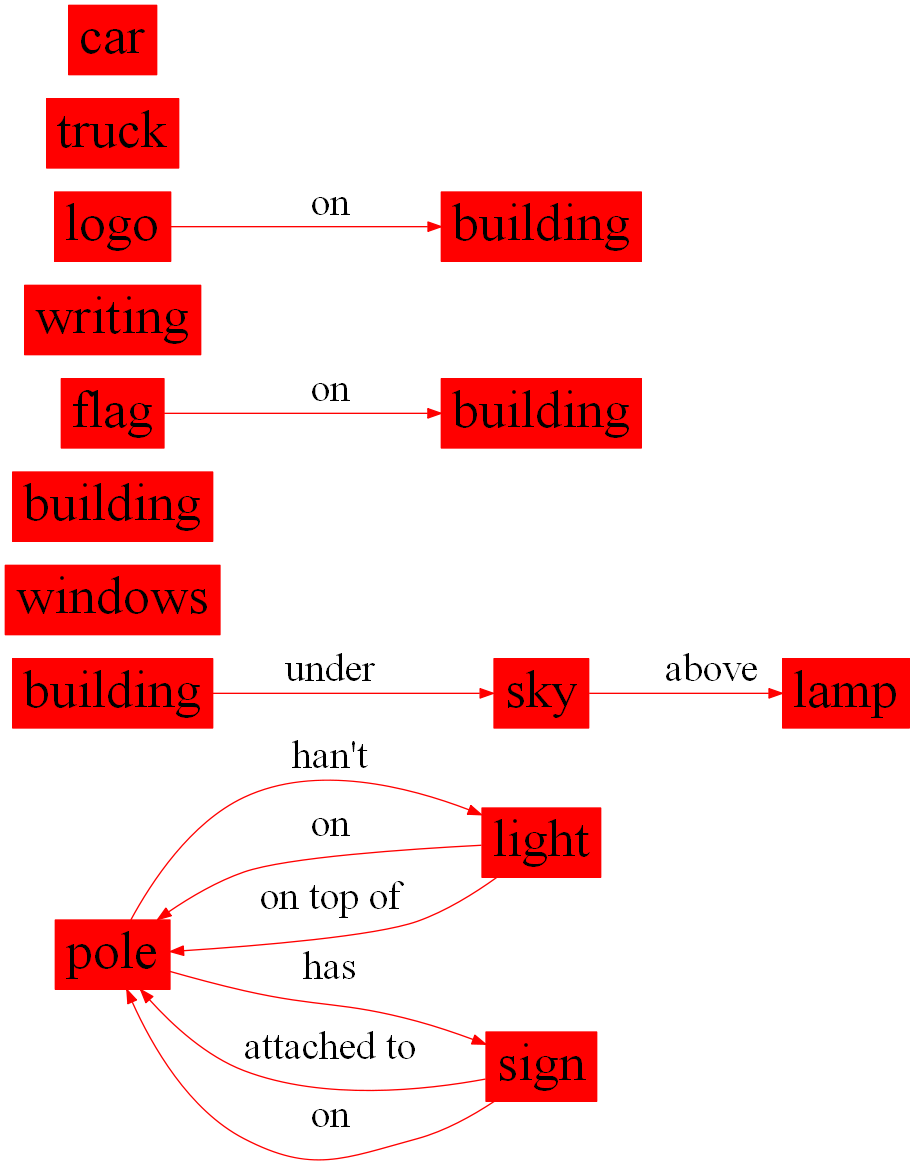 car
truck
logo on building
writing
flag on building
building
windows
building under sky above lamp
han't
on
light
on top of
pole
has
attached to
sign
on